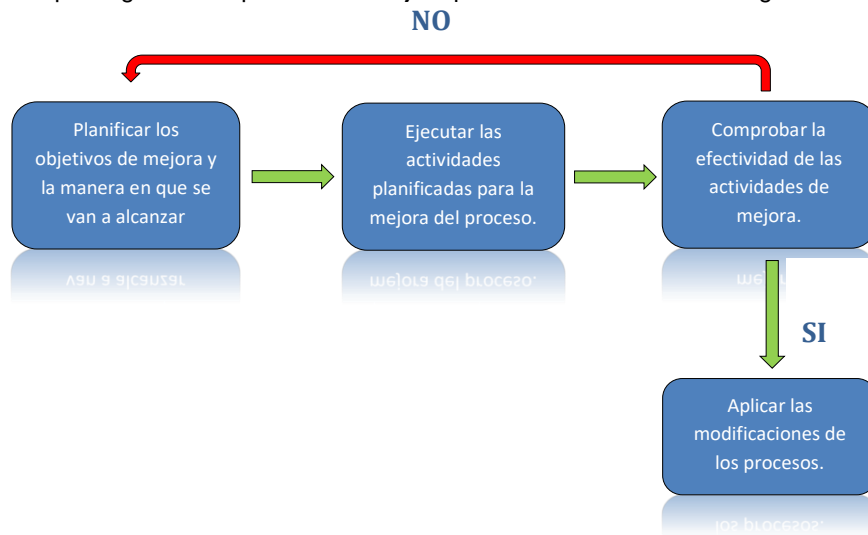 NO
Planificar los
objetivos de mejora y
la manera en que se
van a alcanzar
Ejecutar las
actividades
planificadas para la
mejora del proceso.
Comprobar la
efectividad de las
actividades de
mejora.
SI
Aplicar las
modificaciones de
los procesos.